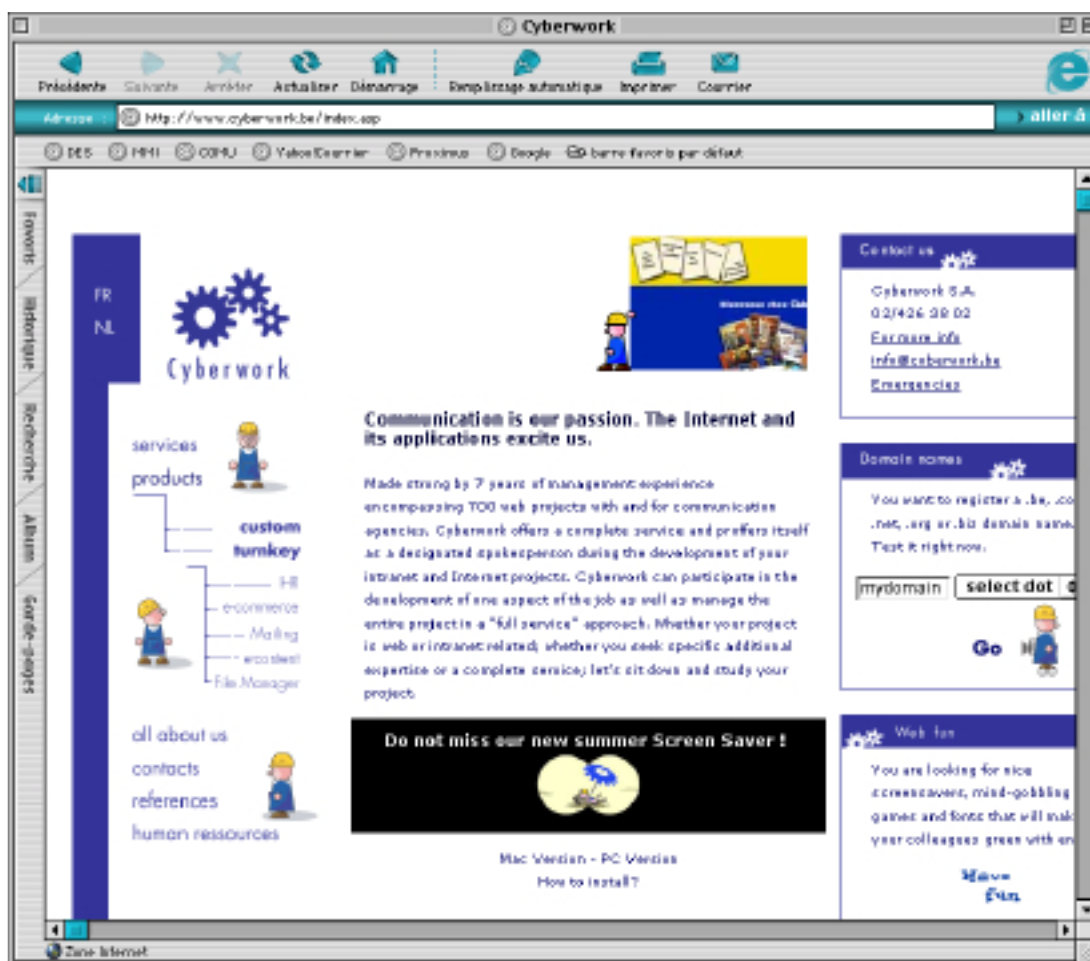 Cyberwork
Précédente Suivante Arrêter Actualiser Démarrage Remplissage automatique Imprimer Courrier
Adresse : http://www.cyberwork.be/index.asp aller à
DES MMI COMU Yahoo!Courrier Proximus Google barre favoris par défaut
Favoris
Historique
Recherche
Album
Garde-pages
FR
NL
Cyberwork
services
products
custom
turnkey
HR
e-commerce
Mailing
e-content
File Manager
all about us
contacts
references
human ressources
Bienvenue chez
Communication is our passion. The Internet and
its applications excite us.
Made strong by 7 years of management experience
encompassing 700 web projects with and for communication
agencies. Cyberwork offers a complete service and proffers itself
as a designated spokesperson during the development of your
intranet and Internet projects. Cyberwork can participate in the
development of one aspect of the job as well as manage the
entire project in a "full service" approach. Whether your project
is web or intranet related; whether you seek specific additional
expertise or a complete service; let's sit down and study your
project.
Do not miss our new summer Screen Saver !
Mac Version - PC Version
How to install?
Contact us
Cyberwork S.A.
02/426 38 02
For more info
info@cyberwork.be
Emergencies
Domain names
You want to register a .be, .co
.net, .org or .biz domain name.
Test it right now.
mydomain select dot
Go
Web fun
You are looking for nice
screensavers, mind-gobbling
games and fonts that will mak
your colleagues green with en
Have
fun
Zone Internet